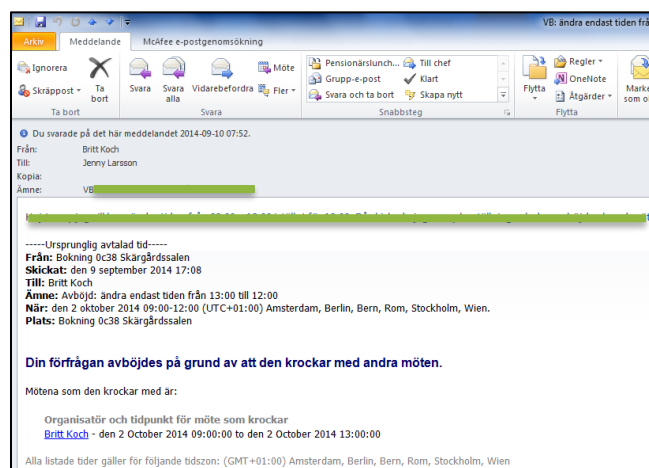 VB: ändra endast tiden frå
Arkiv Meddelande McAfee e-postgenomsökning
Ignorera
Skräppost
Ta bort
Svara
Svara alla
Vidarebefordra
Möte
Fler
Pensionärslunch... Till chef
Grupp-e-post Klart
Svara och ta bort Skapa nytt
Flytta
Regler
OneNote
Åtgärder
Marke
som ol
Ta bort Svara Snabbsteg Flytta
Du svarade på det här meddelandet 2014-09-10 07:52.
Från: Britt Koch
Till: Jenny Larsson
Kopia:
Ämne: VB
-----Ursprunglig avtalad tid-----
Från: Bokning 0c38 Skärgårdssalen
Skickat: den 9 september 2014 17:08
Till: Britt Koch
Ämne: Avböjd: ändra endast tiden från 13:00 till 12:00
När: den 2 oktober 2014 09:00-12:00 (UTC+01:00) Amsterdam, Berlin, Bern, Rom, Stockholm, Wien.
Plats: Bokning 0c38 Skärgårdssalen
Din förfrågan avböjdes på grund av att den krockar med andra möten.
Mötena som den krockar med är:
Organisatör och tidpunkt för möte som krockar
Britt Koch - den 2 October 2014 09:00:00 to den 2 October 2014 13:00:00
Alla listade tider gäller för följande tidszon: (GMT+01:00) Amsterdam, Berlin, Bern, Rom, Stockholm, Wien